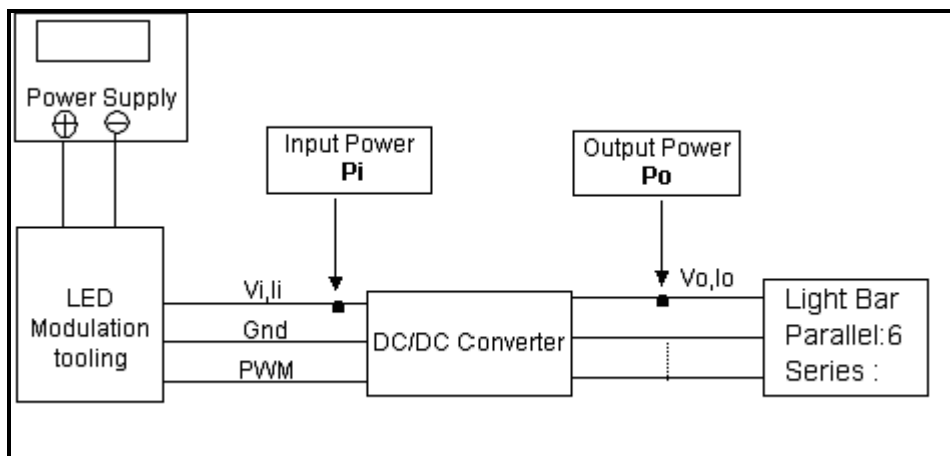 Power Supply
Input Power
Pi
Output Power
Po
LED
Modulation
tooling
Vi,Ii
Gnd
PWM
DC/DC Converter
Vo,Io
Light Bar
Parallel:6
Series :